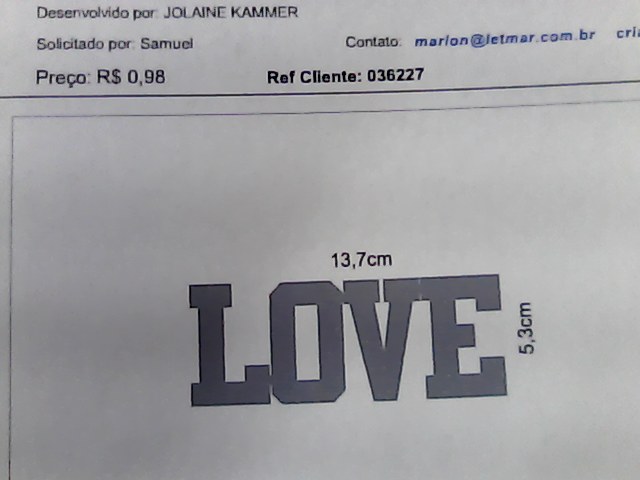 Desenvolvido por: JOLAINE KAMMER
Solicitado por: Samuel
Contato: marlon@letmar.com.br
Preço: R$ 0,98
Ref Cliente: 036227
13,7cm
LOVE
5,3cm